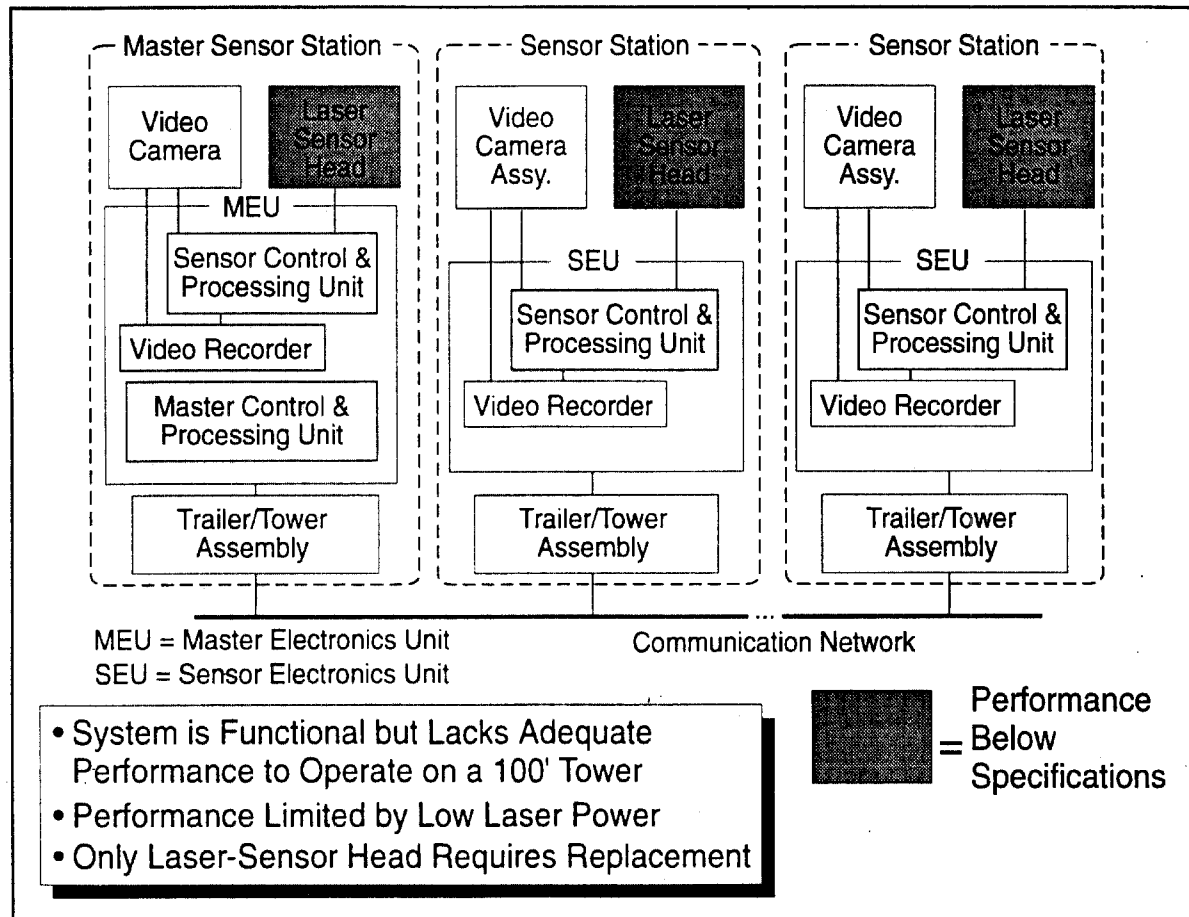 Master Sensor Station
Video
Camera
Laser
Sensor
Head
MEU
Sensor Control &
Processing Unit
Video Recorder
Master Control &
Processing Unit
Trailer/Tower
Assembly
Sensor Station
Video
Camera
Assy.
Laser
Sensor
Head
SEU
Sensor Control &
Processing Unit
Video Recorder
Trailer/Tower
Assembly
Sensor Station
Video
Camera
Assy.
Laser
Sensor
Head
SEU
Sensor Control &
Processing Unit
Video Recorder
Trailer/Tower
Assembly
...
MEU = Master Electronics Unit
SEU = Sensor Electronics Unit
Communication Network
• System is Functional but Lacks Adequate
Performance to Operate on a 100' Tower
• Performance Limited by Low Laser Power
• Only Laser-Sensor Head Requires Replacement
= Performance
Below
Specifications